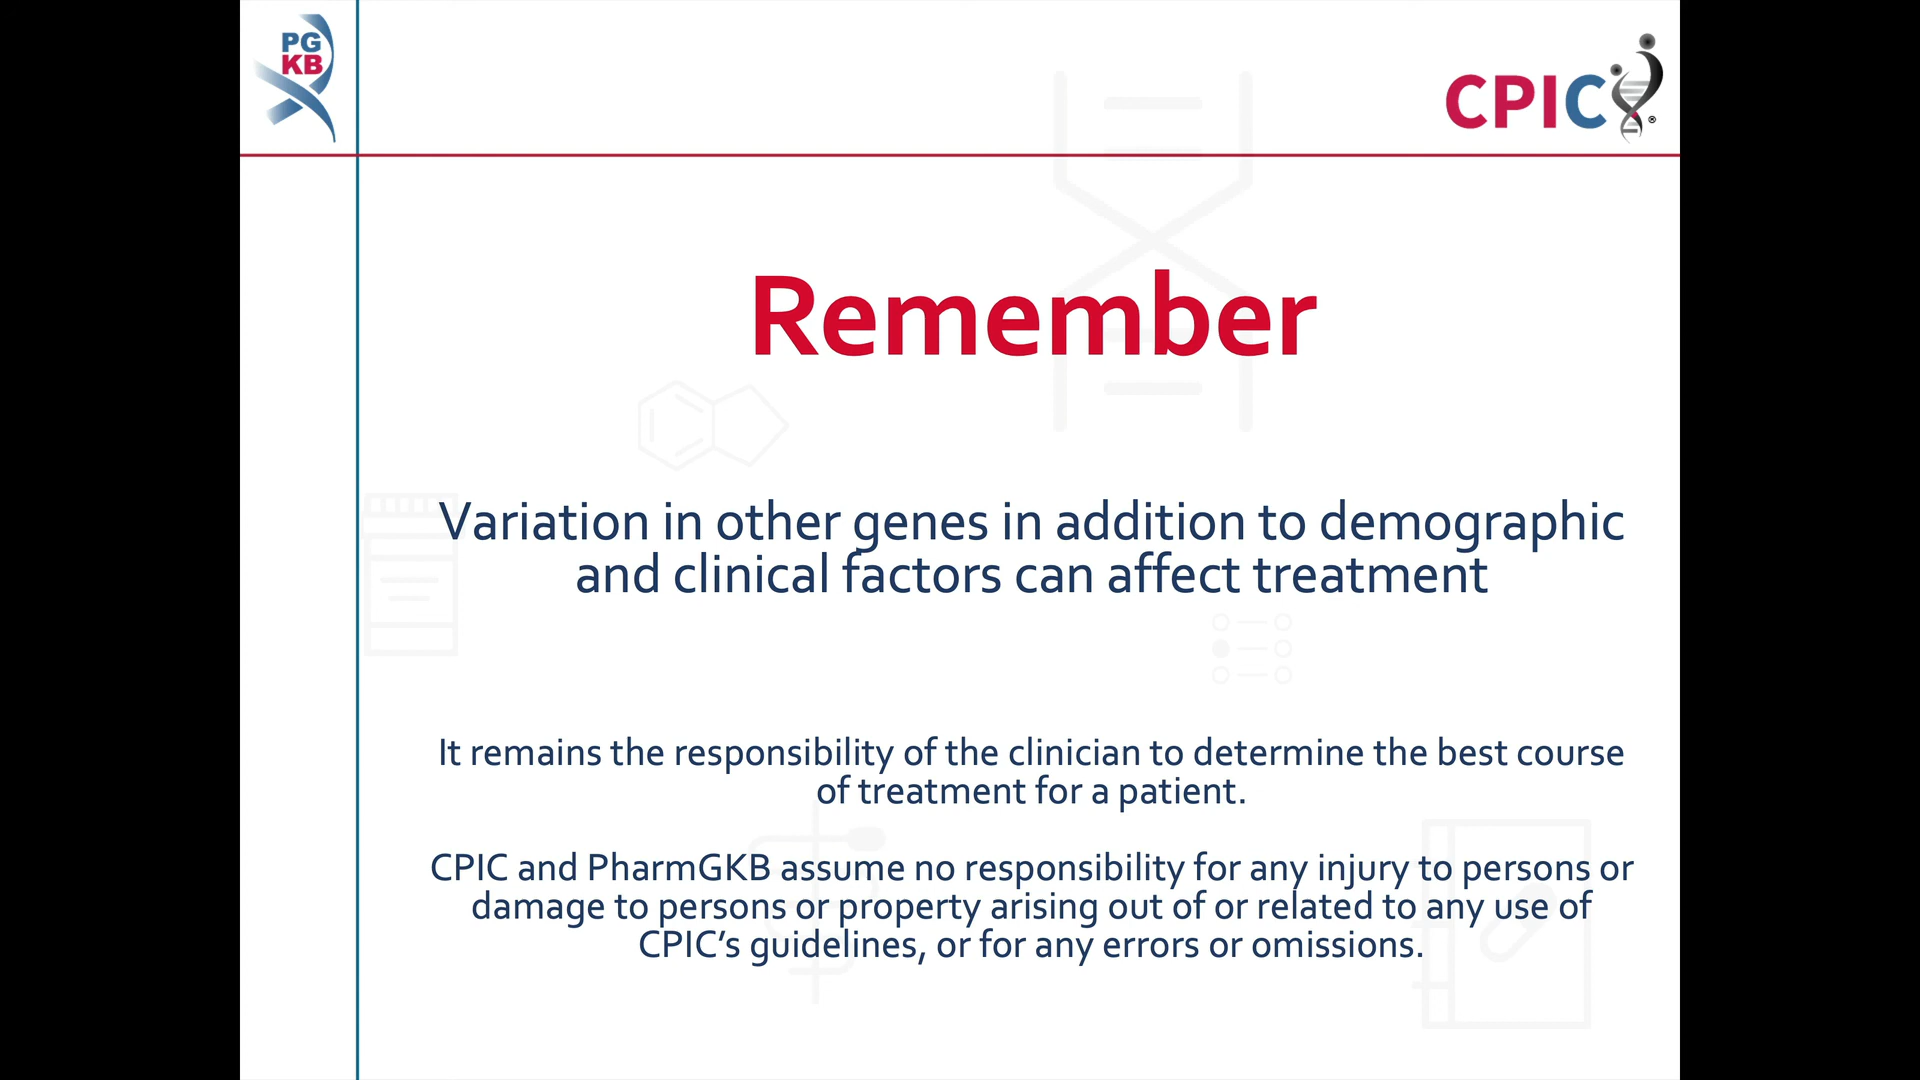 PG
KB
CPIC®
Remember
Variation in other genes in addition to demographic
and clinical factors can affect treatment
It remains the responsibility of the clinician to determine the best course
of treatment for a patient.
CPIC and PharmGKB assume no responsibility for any injury to persons or
damage to persons or property arising out of or related to any use of
CPIC’s guidelines, or for any errors or omissions.